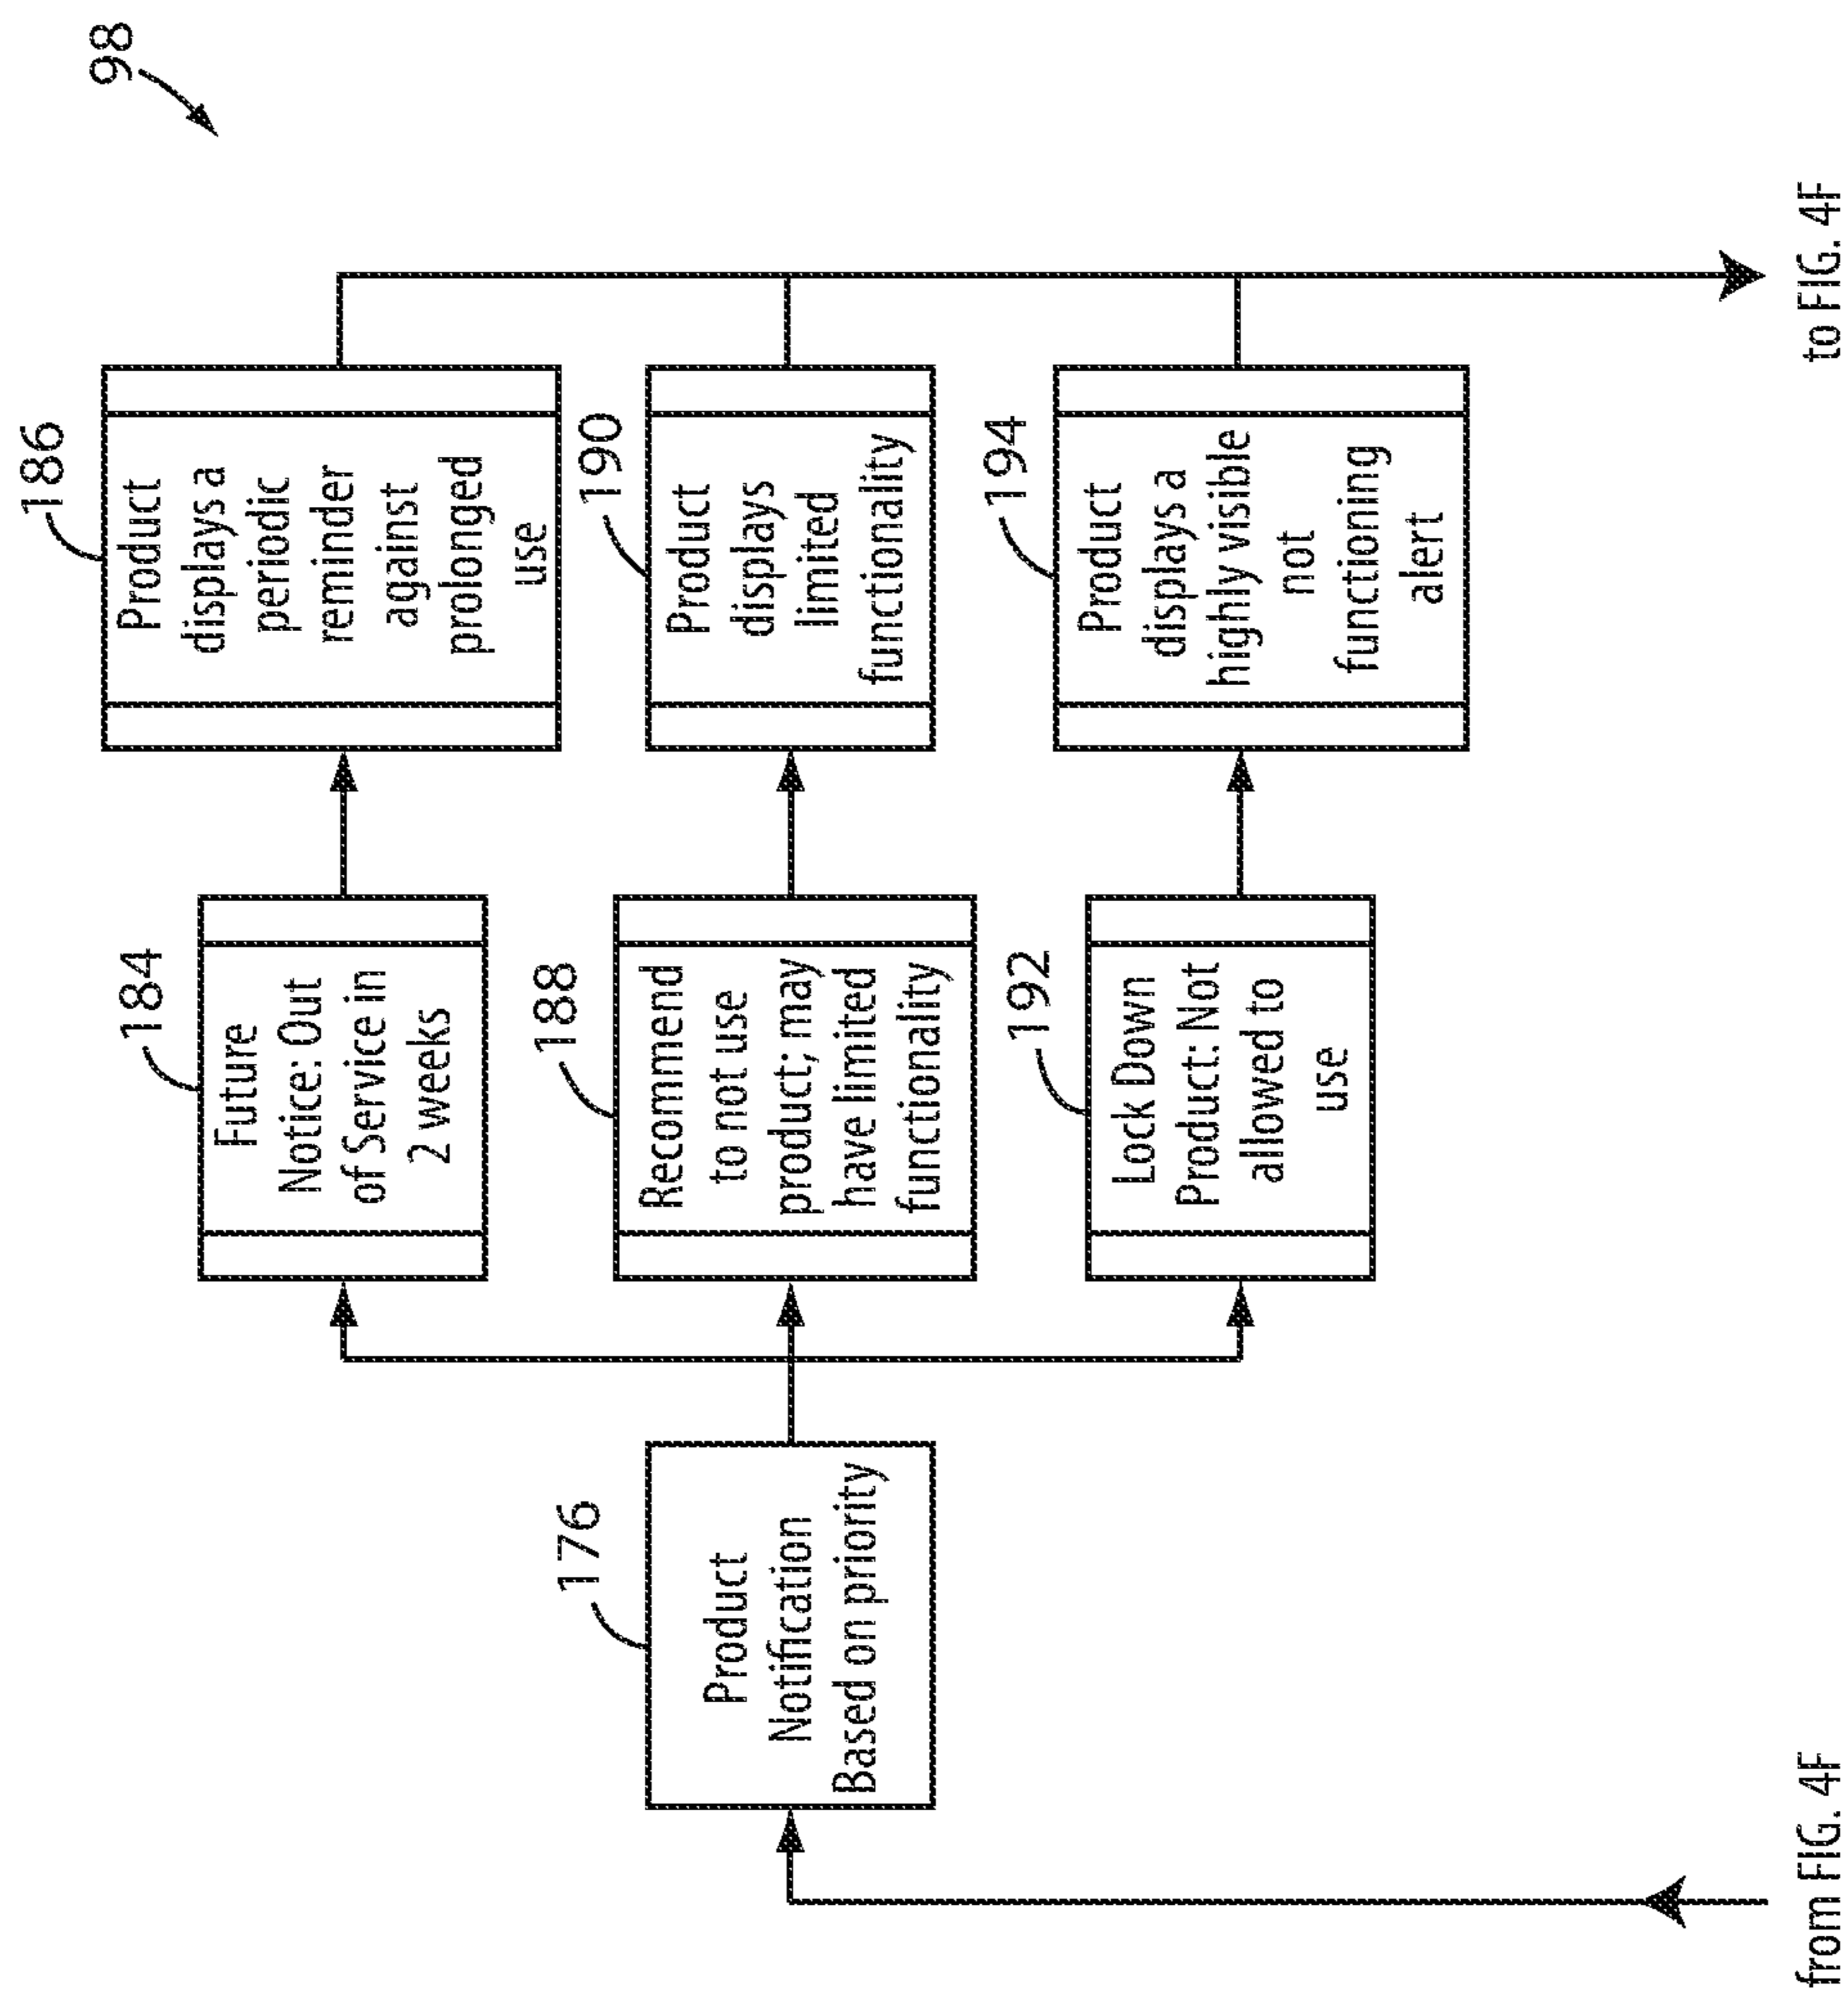 98
186
Product
displays a
periodic
reminder
against
prolonged
use
184
Future
Notice: Out
of Service in
2 weeks
190
Product
displays
limited
functionality
188
Recommend
to not use
product; may
have limited
functionality
176
Product
Notification
Based on priority
194
Product
displays a
highly visible
not
functioning
alert
192
Lock Down
Product: Not
allowed to
use
from FIG. 4F
to FIG. 4F